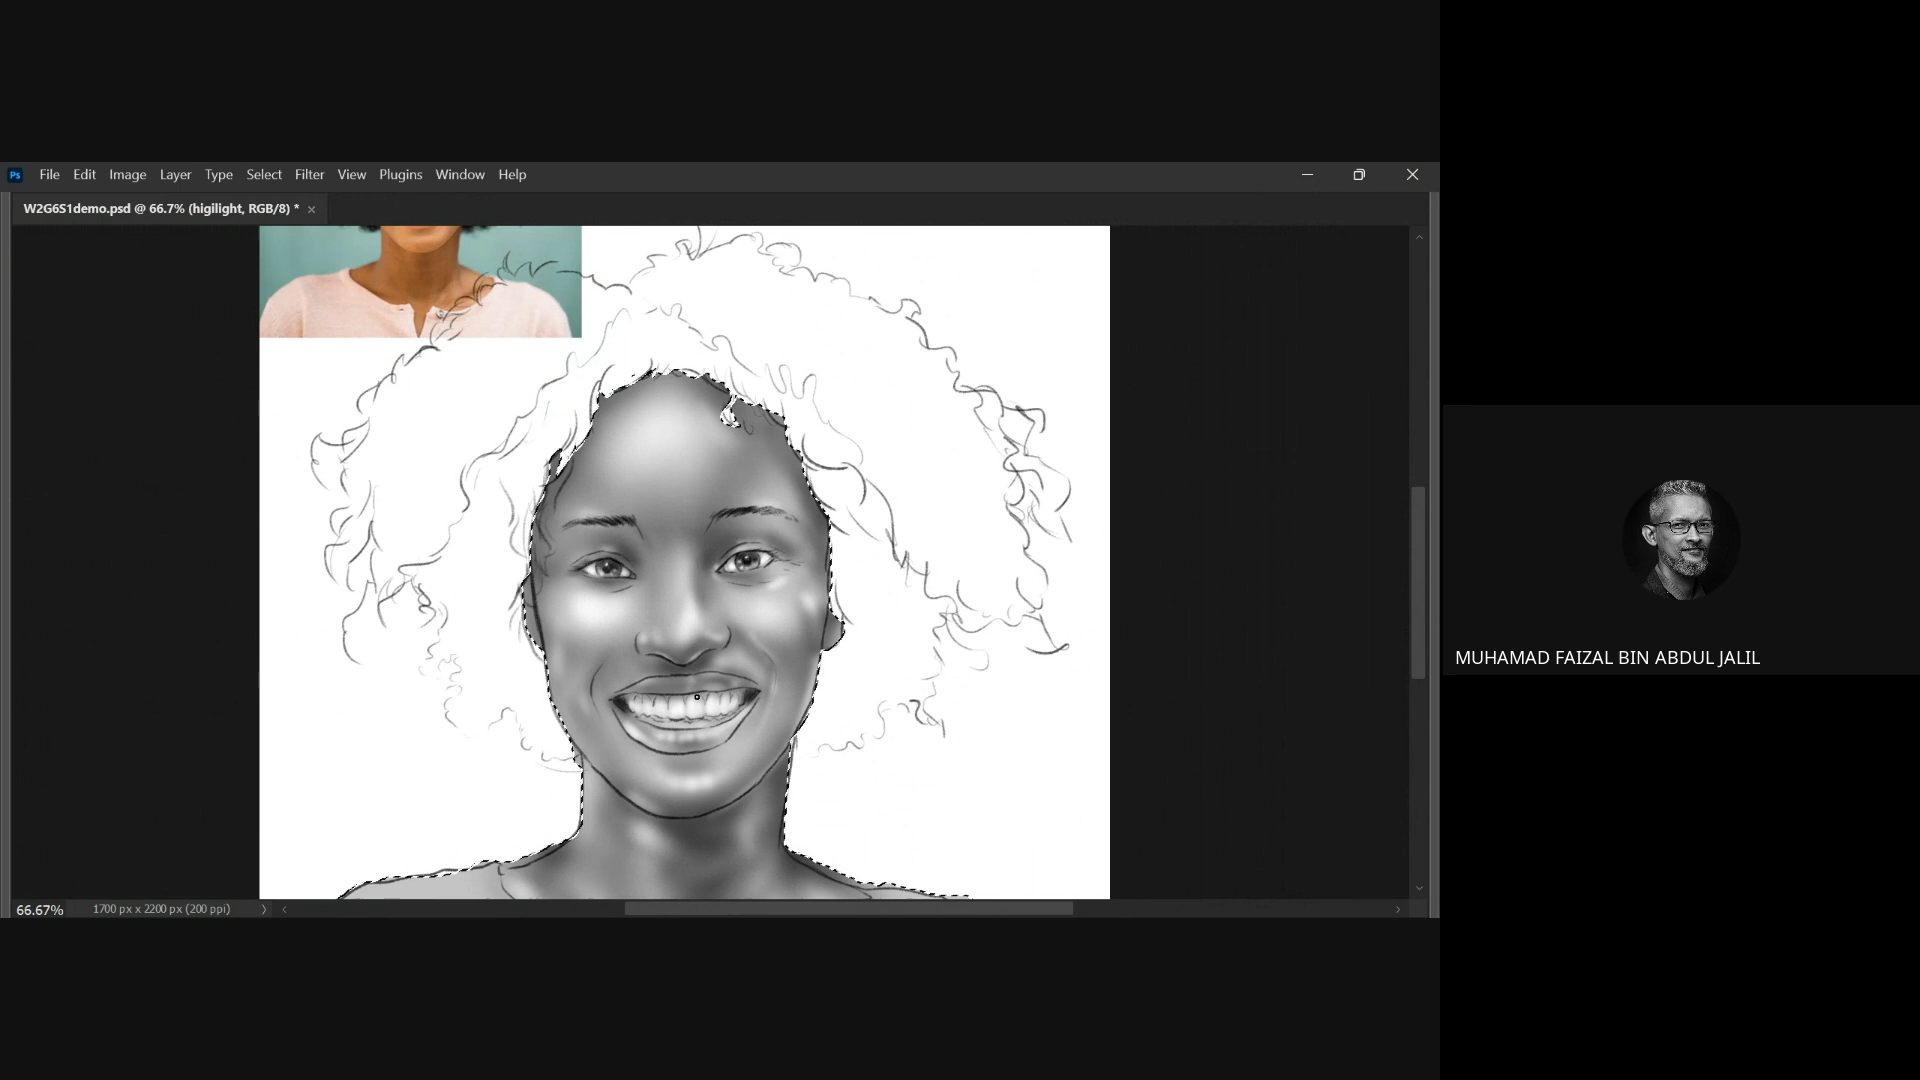 Ps File Edit Image Layer Type Select Filter View Plugins Window Help
W2G6S1demo.psd @ 66.7% (higilight, RGB/8) *
MUHAMAD FAIZAL BIN ABDUL JALIL
66.67% 1700 px x 2200 px (200 ppi)